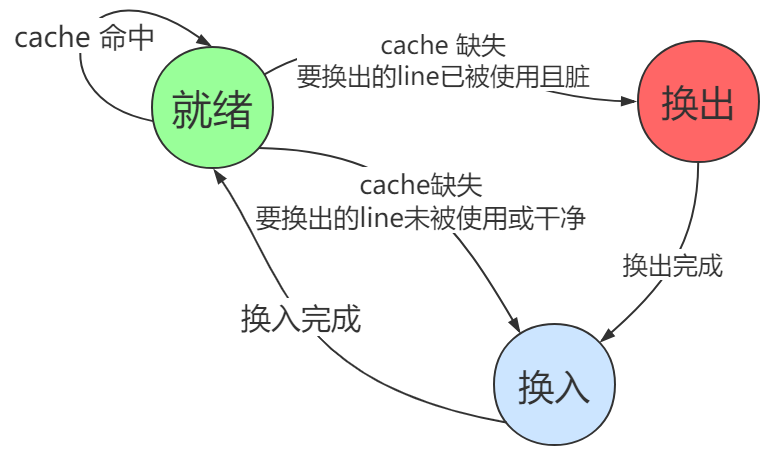 cache 命中
cache 缺失
要换出的line已被使用且脏
就绪
换出
cache缺失
要换出的line未被使用或干净
换出完成
换入完成
换入